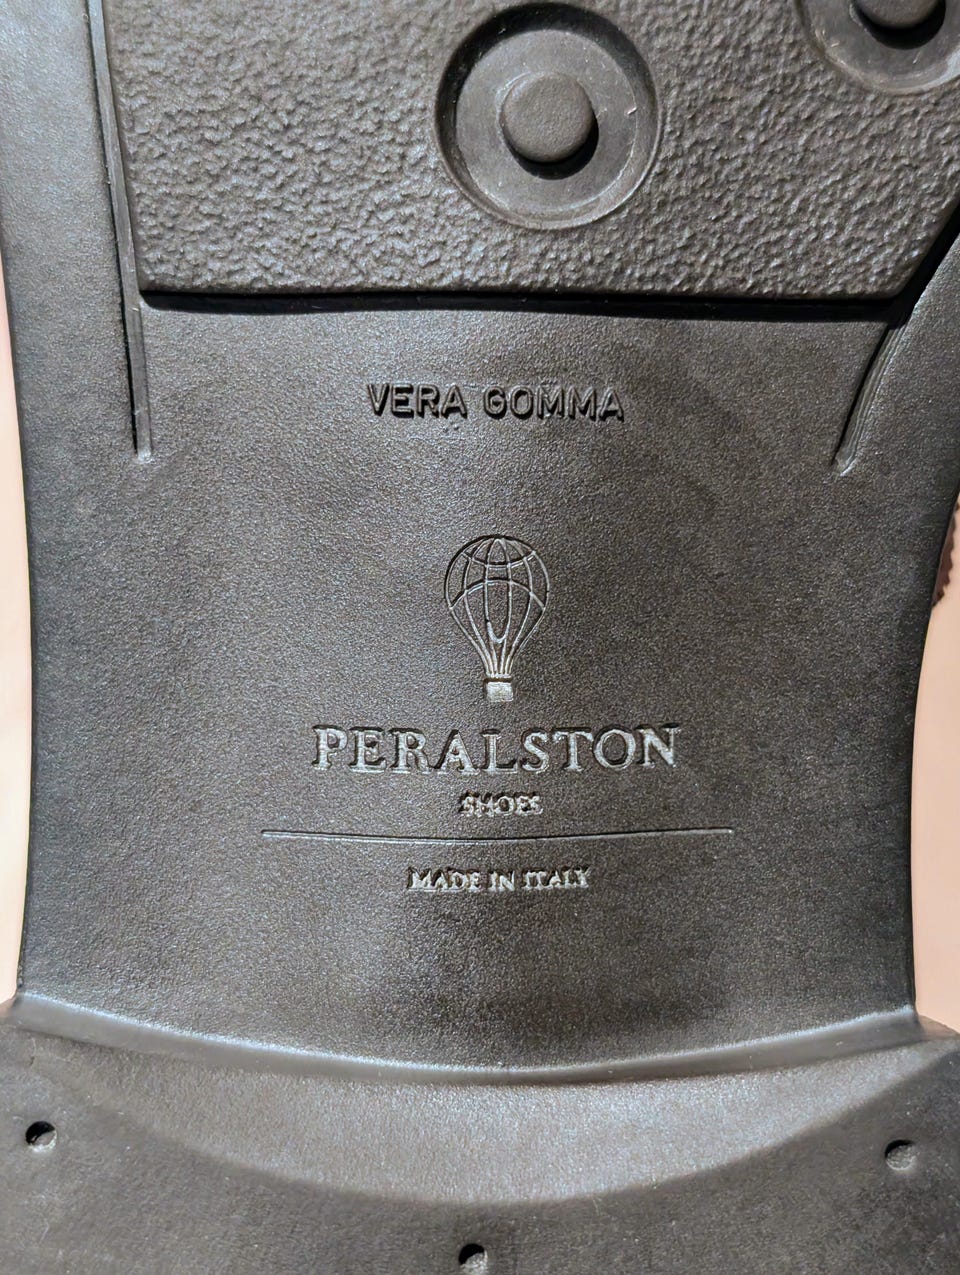 VERA GOMMA
PERALSTON
SHOES
MADE IN ITALY